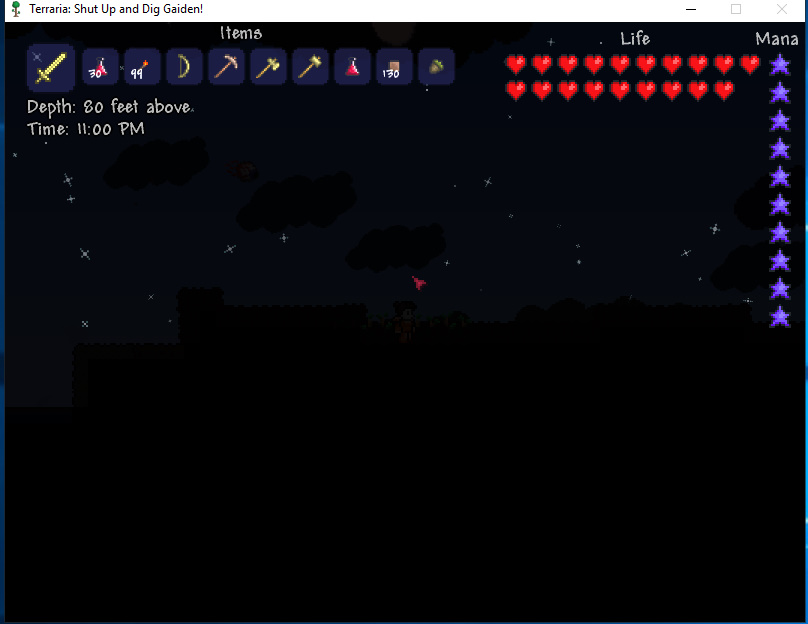 Terraria: Shut Up and Dig Gaiden!
Items
Life
Mana
30
99
130
Depth: 80 feet above
Time: 11:00 PM